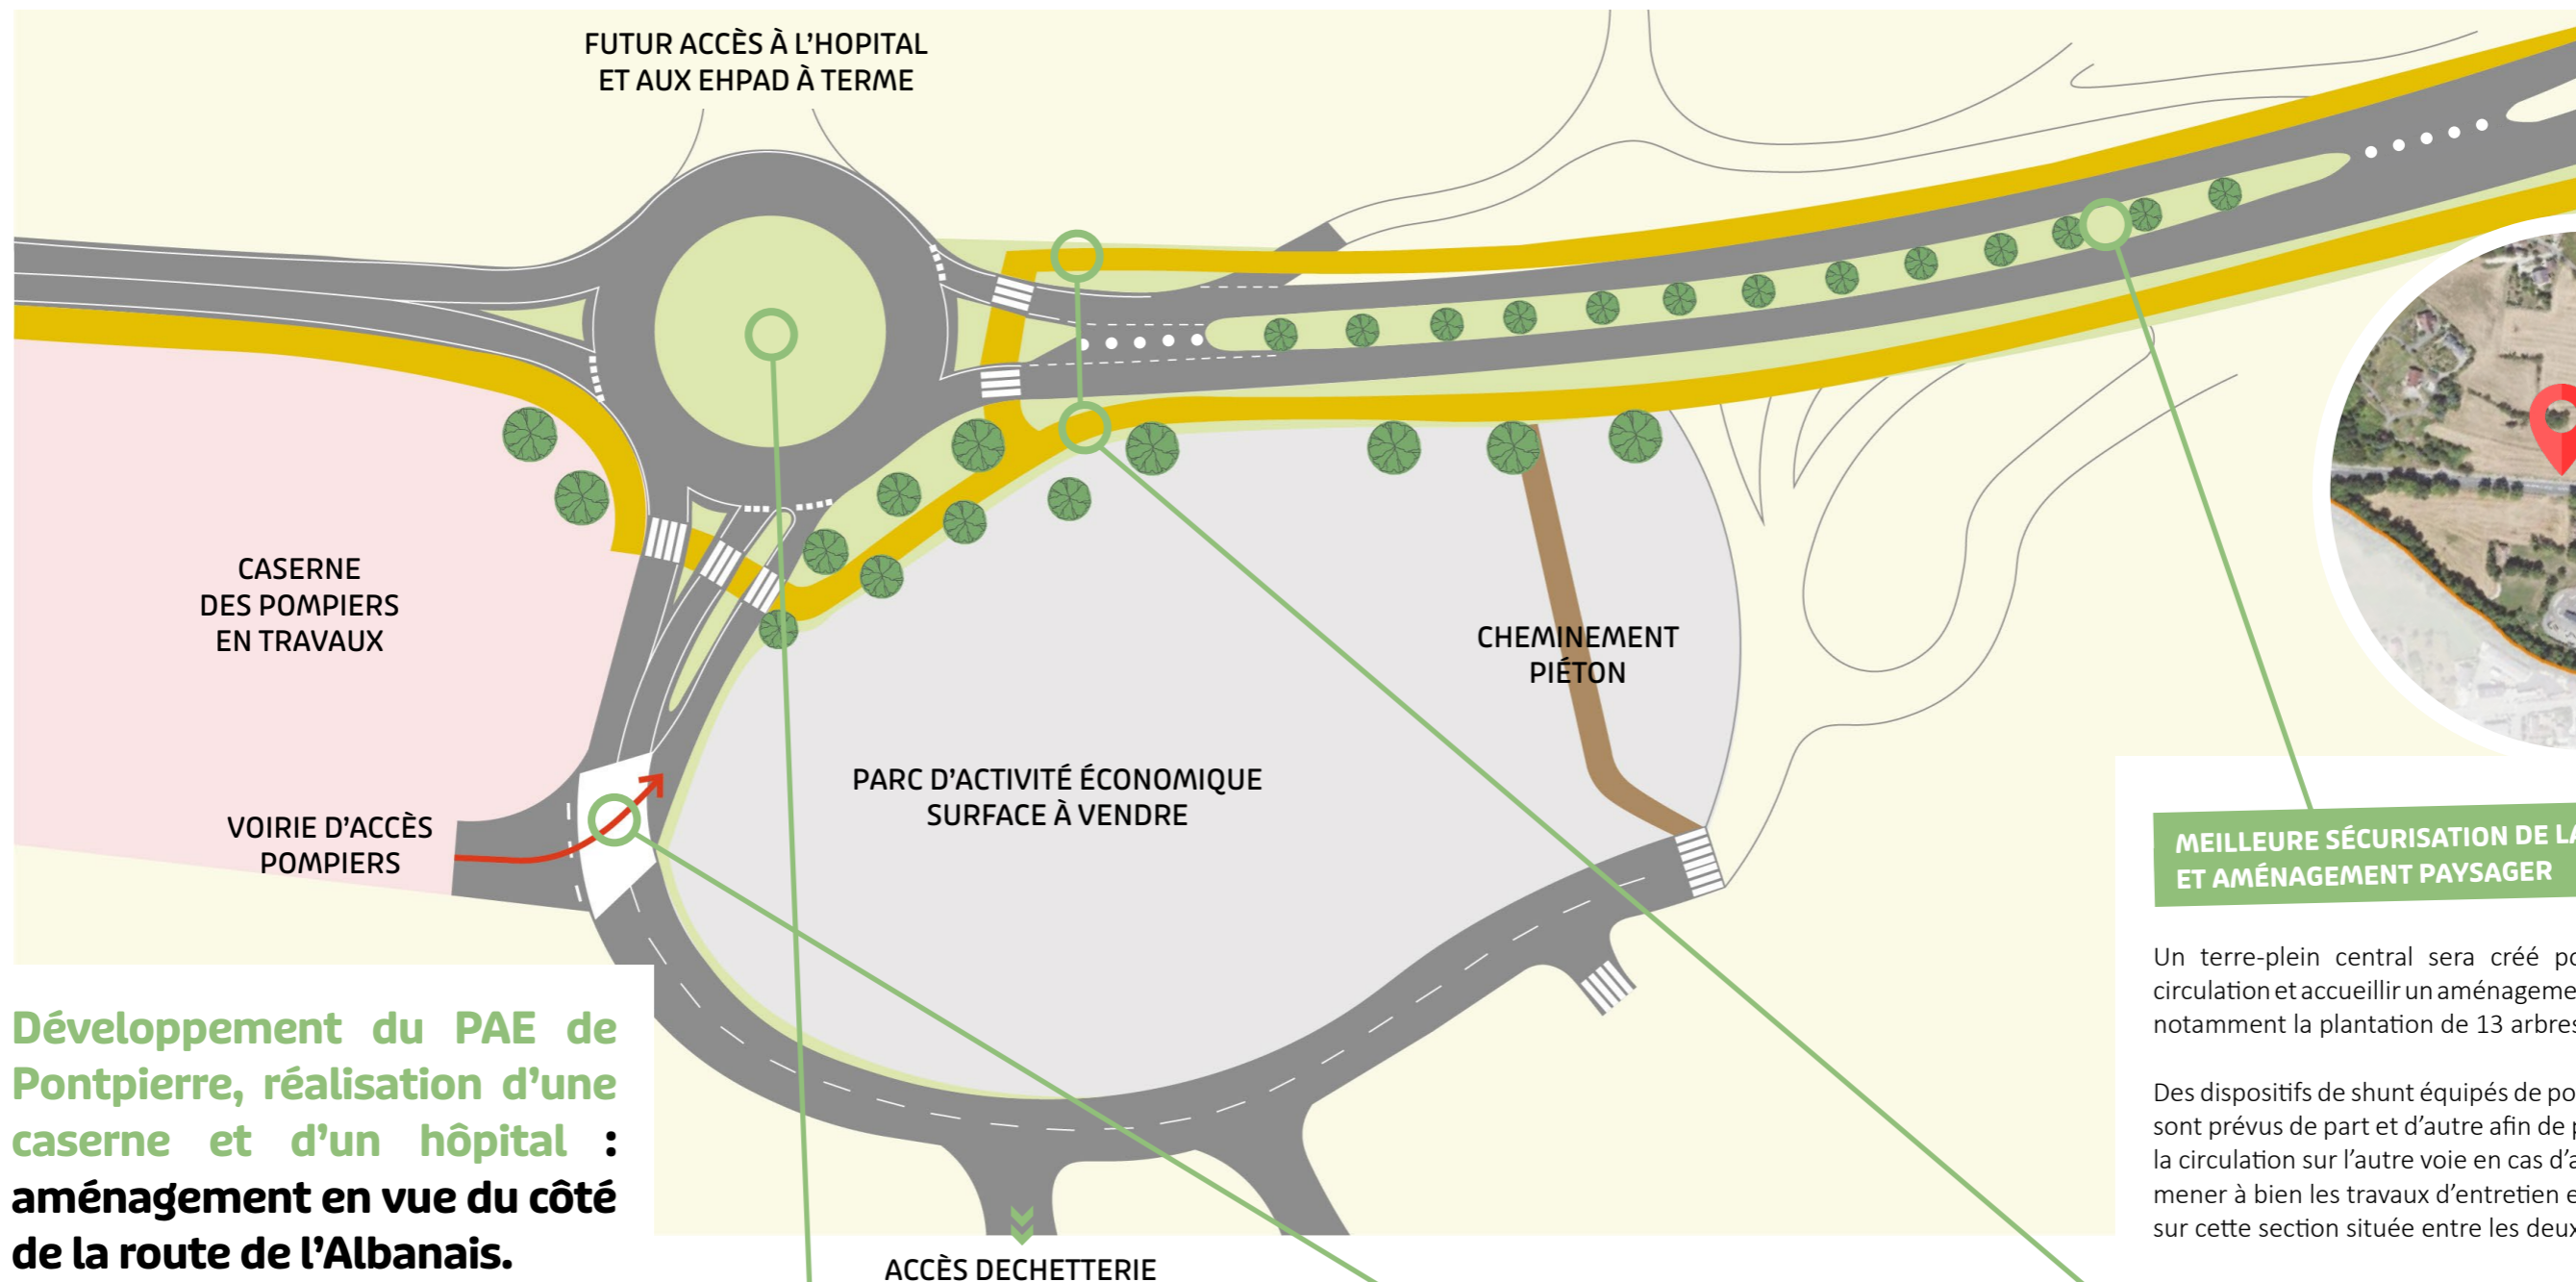 FUTUR ACCÈS À L'HOPITAL
ET AUX EHPAD À TERME
CASERNE
DES POMPIERS
EN TRAVAUX
CHEMINEMENT
PIÉTON
PARC D'ACTIVITÉ ÉCONOMIQUE
SURFACE À VENDRE
VOIRIE D'ACCÈS
POMPIERS
Développement du PAE de
Pontpierre, réalisation d'une
caserne et d'un hôpital :
aménagement en vue du côté
de la route de l'Albanais.
ACCÈS DECHETTERIE
MEILLEURE SÉCURISATION DE LA
ET AMÉNAGEMENT PAYSAGER
Un terre-plein central sera créé
circulation et accueillir un
notamment la plantation de 13 arbres
Des dispositifs de shunt équipés de
sont prévus de part et d'autre afin de
la circulation sur l'autre voie en cas
mener à bien les travaux d'entretien
sur cette section située entre les deux